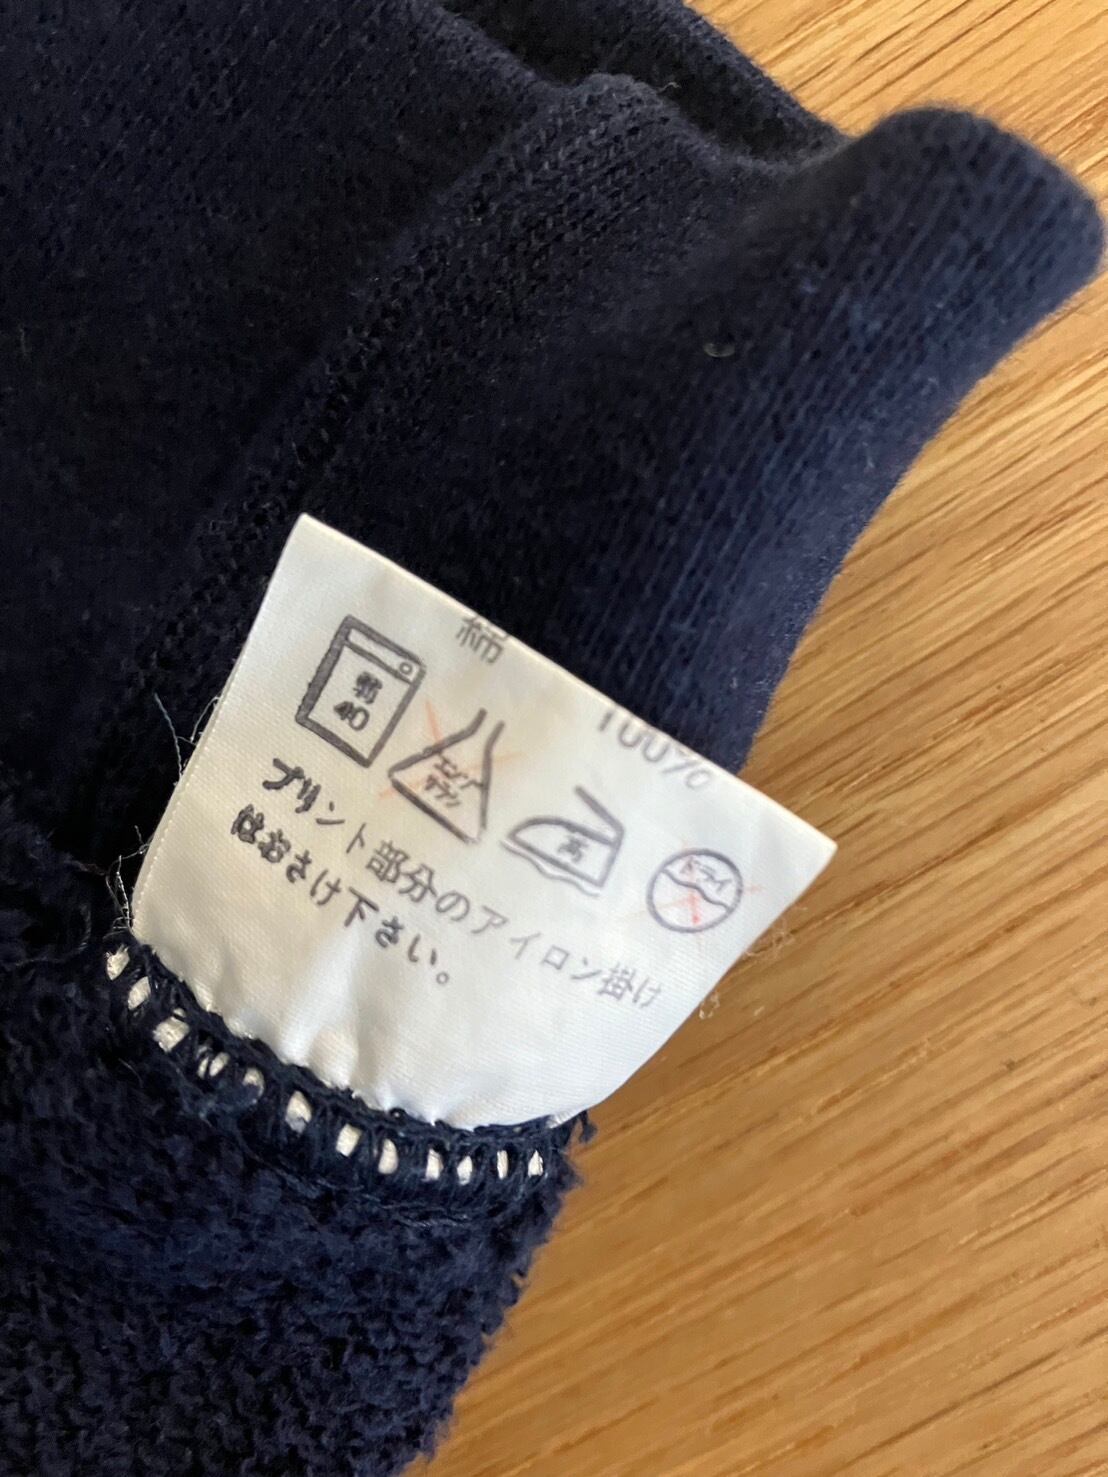 綿
100%
弱
40
エンソ
サラシ
高
ドライ
プリント部分のアイロン掛け
はおさけ下さい。